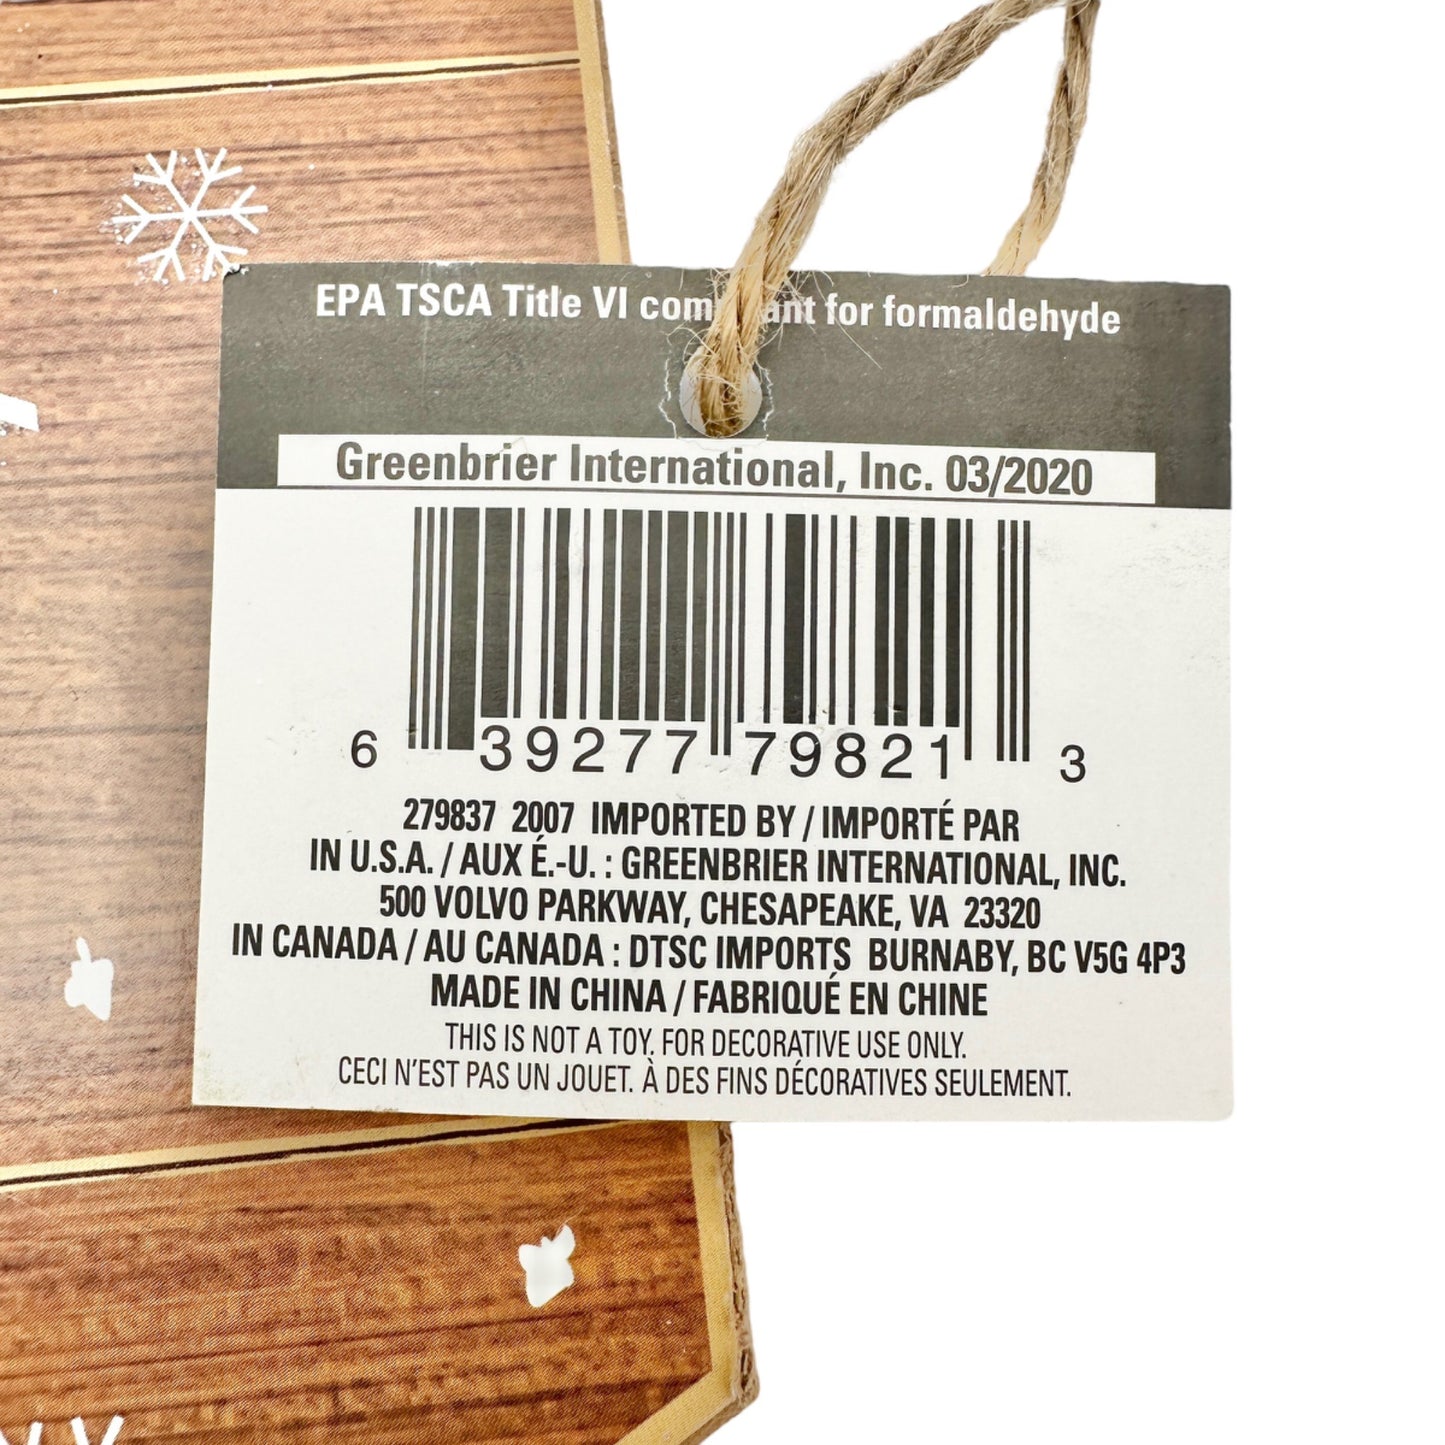 EPA TSCA Title VI compliant for formaldehyde
Greenbrier International, Inc. 03/2020
6 39277 79821 3
279837 2007 IMPORTED BY / IMPORTÉ PAR
IN U.S.A. / AUX É.-U. : GREENBRIER INTERNATIONAL, INC.
500 VOLVO PARKWAY, CHESAPEAKE, VA 23320
IN CANADA / AU CANADA : DTSC IMPORTS BURNABY, BC V5G 4P3
MADE IN CHINA / FABRIQUÉ EN CHINE
THIS IS NOT A TOY. FOR DECORATIVE USE ONLY.
CECI N'EST PAS UN JOUET. À DES FINS DÉCORATIVES SEULEMENT.